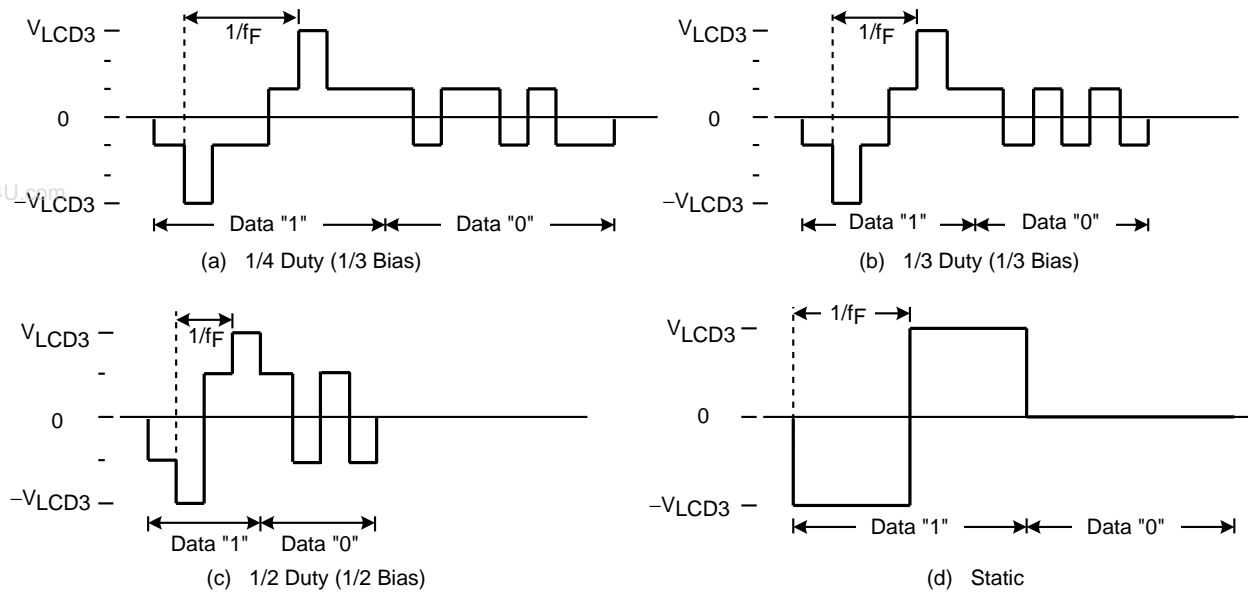 VLCD3
1/fF
0
4U.com
−VLCD3
Data "1"
Data "0"
(a) 1/4 Duty (1/3 Bias)
VLCD3
1/fF
0
−VLCD3
Data "1"
Data "0"
(b) 1/3 Duty (1/3 Bias)
VLCD3
1/fF
0
−VLCD3
Data "1"
Data "0"
(c) 1/2 Duty (1/2 Bias)
VLCD3
1/fF
0
−VLCD3
Data "1"
Data "0"
(d) Static